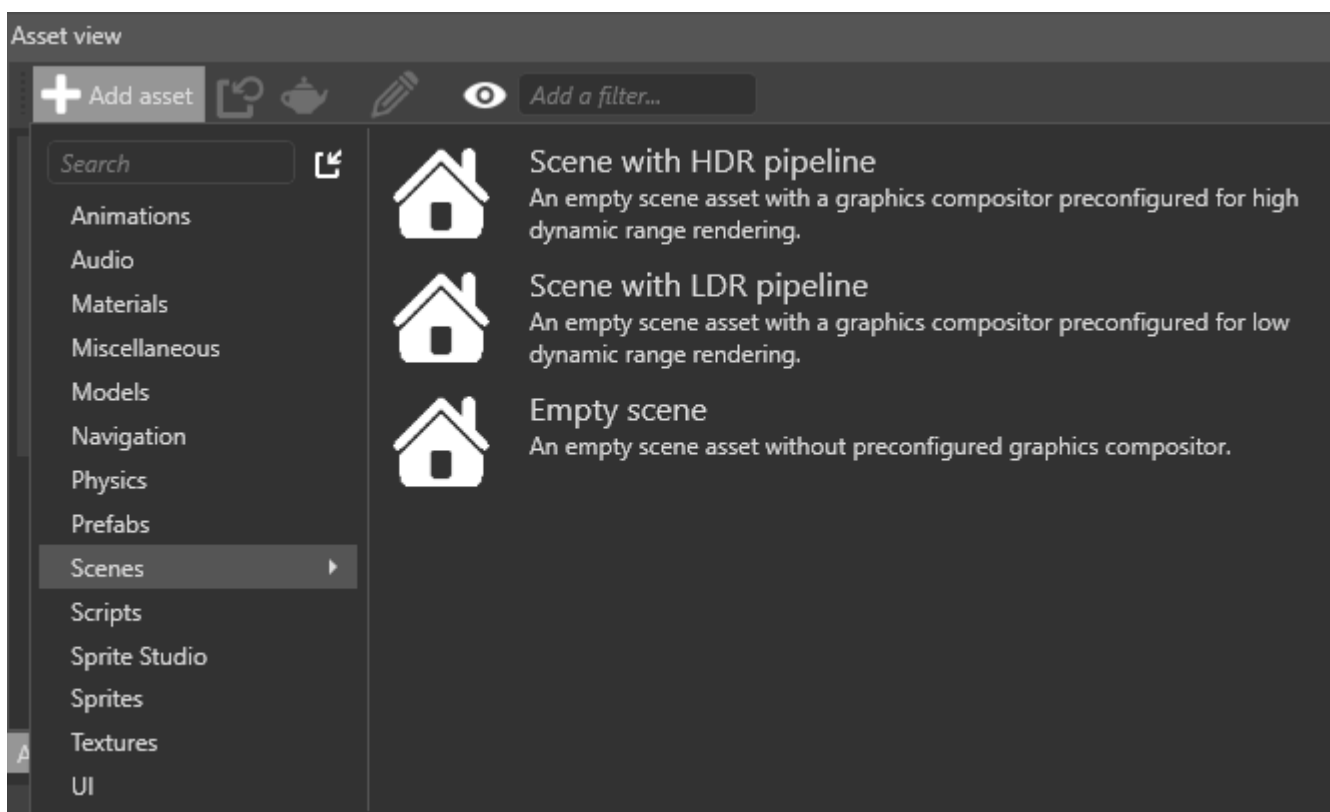 Asset view
Add asset
Add a filter...
Search
Animations
Audio
Materials
Miscellaneous
Models
Navigation
Physics
Prefabs
Scenes
Scripts
Sprite Studio
Sprites
Textures
UI
Scene with HDR pipeline
An empty scene asset with a graphics compositor preconfigured for high
dynamic range rendering.
Scene with LDR pipeline
An empty scene asset with a graphics compositor preconfigured for low
dynamic range rendering.
Empty scene
An empty scene asset without preconfigured graphics compositor.